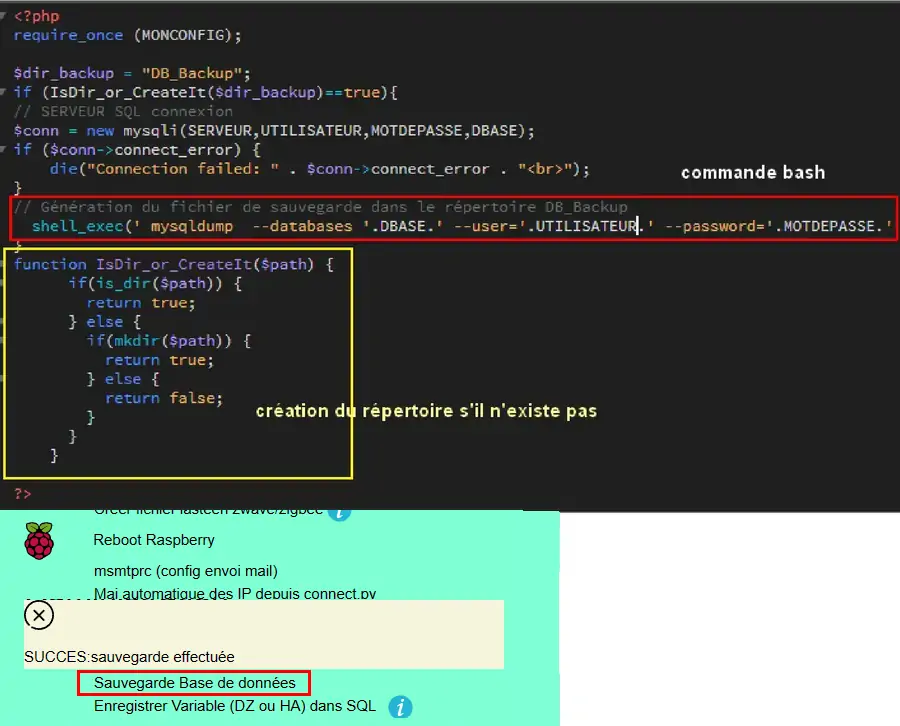 <?php
require_once (MONCONFIG);
$dir_backup = "DB_Backup";
if (IsDir_or_CreateIt($dir_backup)==true){
// SERVEUR SQL connexion
$conn = new mysqli(SERVEUR,UTILISATEUR,MOTDEPASSE,DBASE);
if ($conn->connect_error) {
die("Connection failed: " . $conn->connect_error . "<br>");
commande bash
}
// Génération du fichier de sauvegarde dans le répertoire DB_Backup
shell_exec(' mysqldump --databases '.DBASE.' --user='.UTILISATEUR.' --password='.MOTDEPASSE.'
}
function IsDir_or_CreateIt($path) {
if(is_dir($path)) {
return true;
} else {
if(mkdir($path)) {
return true;
} else {
return false;
création du répertoire s'il n'existe pas
}
}
}
?>
Créer fichier lasteen zwave/zigbee i
Reboot Raspberry
msmtprc (config envoi mail)
Maj automatique des IP depuis connect.py
SUCCES:sauvegarde effectuée
Sauvegarde Base de données
Enregistrer Variable (DZ ou HA) dans SQL i